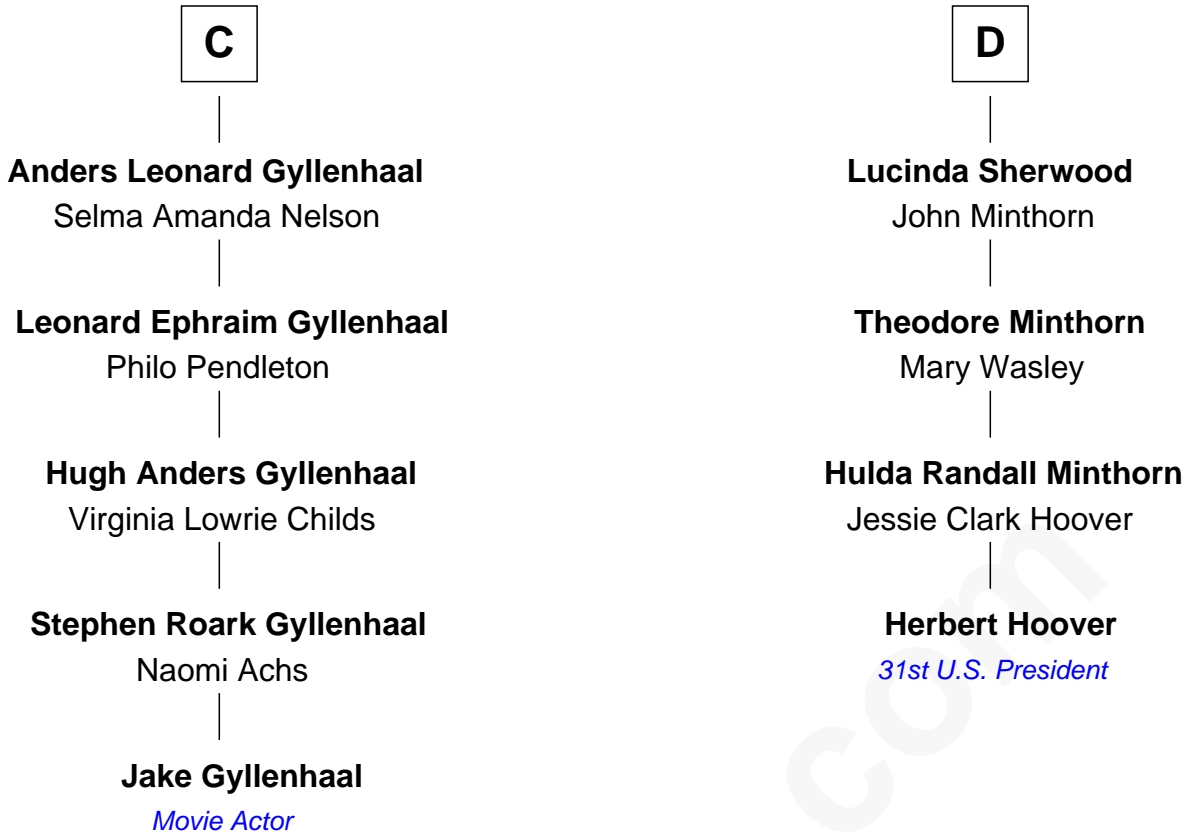 C
Anders Leonard Gyllenhaal
Selma Amanda Nelson
Leonard Ephraim Gyllenhaal
Philo Pendleton
Hugh Anders Gyllenhaal
Virginia Lowrie Childs
Stephen Roark Gyllenhaal
Naomi Achs
Jake Gyllenhaal
Movie Actor
D
Lucinda Sherwood
John Minthorn
Theodore Minthorn
Mary Wasley
Hulda Randall Minthorn
Jessie Clark Hoover
Herbert Hoover
31st U.S. President
com